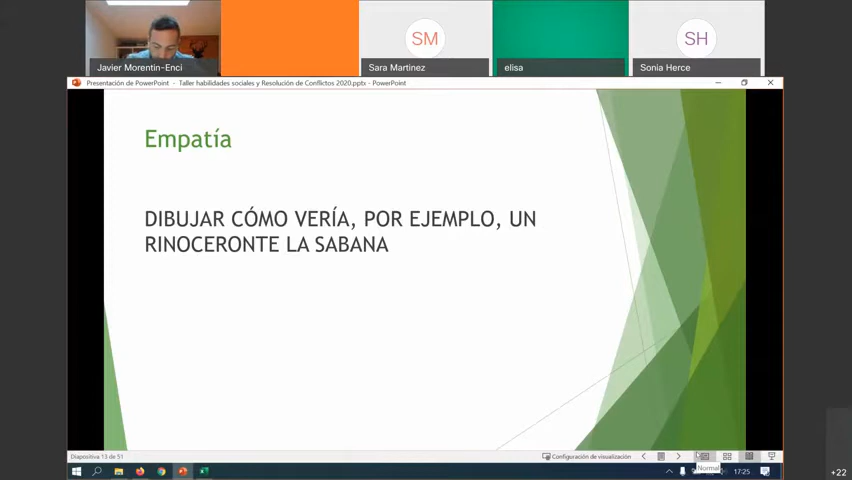 SM
SH
Javier Morentin-Enci
Sara Martinez
elisa
Sonia Herce
Presentación de PowerPoint - Taller habilidades sociales y Resolución de Conflictos 2020.pptx - PowerPoint
Empatía
DIBUJAR CÓMO VERÍA, POR EJEMPLO, UN
RINOCERONTE LA SABANA
Diapositiva 13 de 51
Configuración de visualización
Normal
17:25
+22